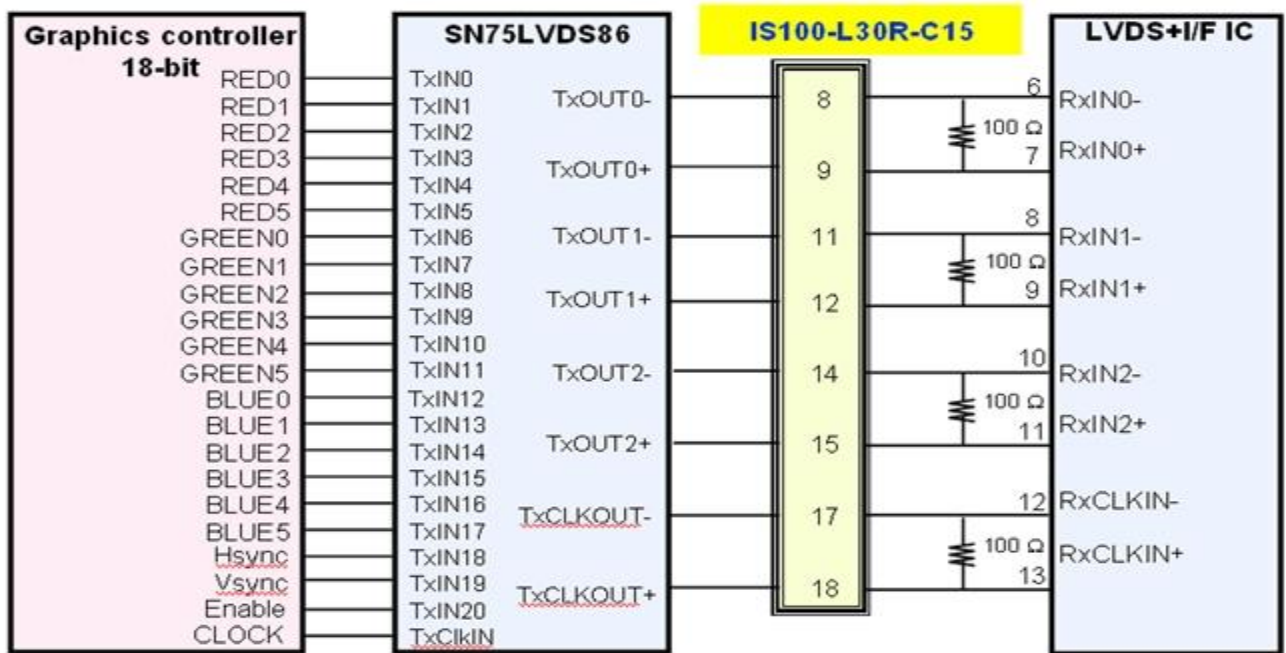 Graphics controller
18-bit
RED0
RED1
RED2
RED3
RED4
RED5
GREEN0
GREEN1
GREEN2
GREEN3
GREEN4
GREEN5
BLUE0
BLUE1
BLUE2
BLUE3
BLUE4
BLUE5
Hsync
Vsync
Enable
CLOCK
SN75LVDS86
TxIN0
TxIN1
TxIN2
TxIN3
TxIN4
TxIN5
TxIN6
TxIN7
TxIN8
TxIN9
TxIN10
TxIN11
TxIN12
TxIN13
TxIN14
TxIN15
TxIN16
TxIN17
TxIN18
TxIN19
TxIN20
TxClkIN
TxOUT0-
TxOUT0+
TxOUT1-
TxOUT1+
TxOUT2-
TxOUT2+
TxCLKOUT-
TxCLKOUT+
IS100-L30R-C15
8
9
11
12
14
15
17
18
6
100 Ω
7
8
100 Ω
9
10
100 Ω
11
12
100 Ω
13
LVDS+I/F IC
RxIN0-
RxIN0+
RxIN1-
RxIN1+
RxIN2-
RxIN2+
RxCLKIN-
RxCLKIN+